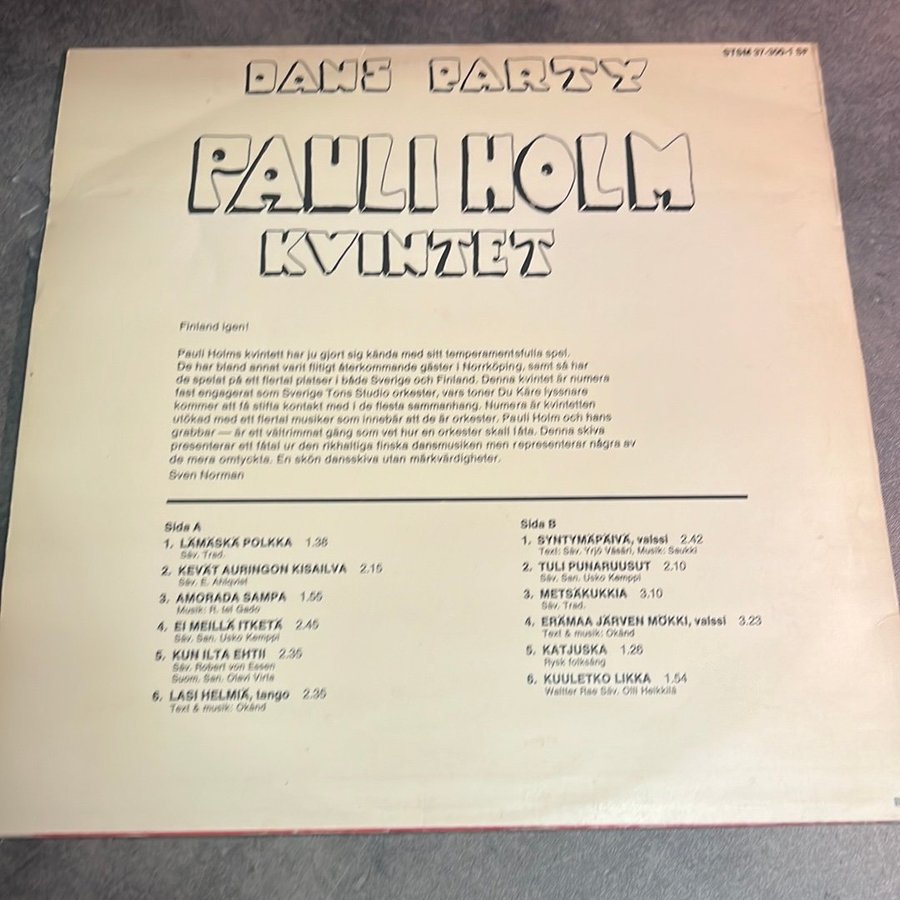 STSM 37-300-1 SF
DANS PARTY
PAULI HOLM
KVINTET
Finland igen!
Pauli Holms kvintett har ju gjort sig kända med sitt temperamentsfulla spel.
De har bland annat varit flitigt återkommande gäster i Norrköping, samt så har
de spelat på ett flertal platser i både Sverige och Finland. Denna kvintet är numera
fast engagerat som Sverige Tons Studio orkester, vars toner Du Käre lyssnare
kommer att få stifta kontakt med i de flesta sammanhang. Numera är kvintetten
utökad med ett flertal musiker som innebär att de är orkester. Pauli Holm och hans
grabbar — är ett vältrimmat gäng som vet hur en orkester skall låta. Denna skiva
presenterar ett fåtal ur den rikhaltiga finska dansmusiken men representerar några av
de mera omtyckta. En skön dansskiva utan märkvärdigheter.
Sven Norman
Sida A
1. LÄMÄSKÄ POLKKA 1.38
Säv. Trad.
2. KEVÄT AURINGON KISAILVA 2.15
Säv. E. Ahlqvist
3. AMORADA SAMPA 1.55
Musik: R. tel Gado
4. EI MEILLÄ ITKETÄ 2.45
Säv. San. Usko Kemppi
5. KUN ILTA EHTII 2.35
Säv. Robert von Essen
Suom. San. Olavi Virta
6. LASI HELMIÄ, tango 2.35
Text & musik: Okänd
Sida B
1. SYNTYMÄPÄIVÄ, valssi 2.42
Text: Säv. Yrjö Väsäri, Musik: Saukki
2. TULI PUNARUUSUT 2.10
Säv. San. Usko Kemppi
3. METSÄKUKKIA 3.10
Säv. Trad.
4. ERÄMAA JÄRVEN MÖKKI, valssi 3.23
Text & musik: Okänd
5. KATJUSKA 1.26
Rysk folksång
6. KUULETKO LIKKA 1.54
Waltter Rae Säv. Olli Heikkilä